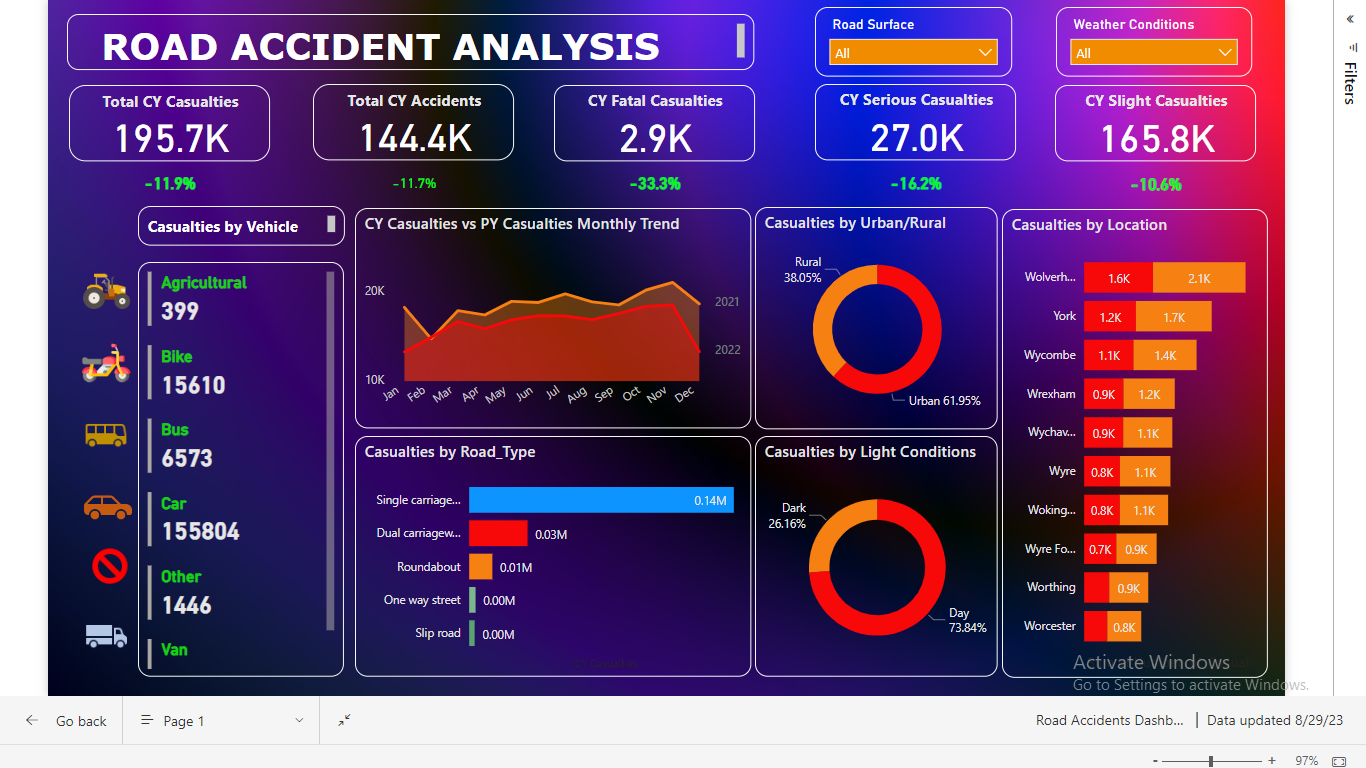 ROAD ACCIDENT ANALYSIS
Road Surface
All
Weather Conditions
All
Filters
Total CY Casualties
195.7K
-11.9%
Total CY Accidents
144.4K
-11.7%
CY Fatal Casualties
2.9K
-33.3%
CY Serious Casualties
27.0K
-16.2%
CY Slight Casualties
165.8K
-10.6%
Casualties by Vehicle
Agricultural
399
Bike
15610
Bus
6573
Car
155804
Other
1446
Van
CY Casualties vs PY Casualties Monthly Trend
20K
10K
2021
2022
Jan Feb Mar Apr May Jun Jul Aug Sep Oct Nov Dec
Casualties by Road_Type
Single carriage... 0.14M
Dual carriagew... 0.03M
Roundabout 0.01M
One way street 0.00M
Slip road 0.00M
CY Casualties
Casualties by Urban/Rural
Rural
38.05%
Urban 61.95%
Casualties by Light Conditions
Dark
26.16%
Day
73.84%
Casualties by Location
Wolverh... 1.6K 2.1K
York 1.2K 1.7K
Wycombe 1.1K 1.4K
Wrexham 0.9K 1.2K
Wychav... 0.9K 1.1K
Wyre 0.8K 1.1K
Woking... 0.8K 1.1K
Wyre Fo... 0.7K 0.9K
Worthing 0.9K
Worcester 0.8K
Activate Windows
Go to Settings to activate Windows.
Go back
Page 1
Road Accidents Dashb... | Data updated 8/29/23
- + 97%